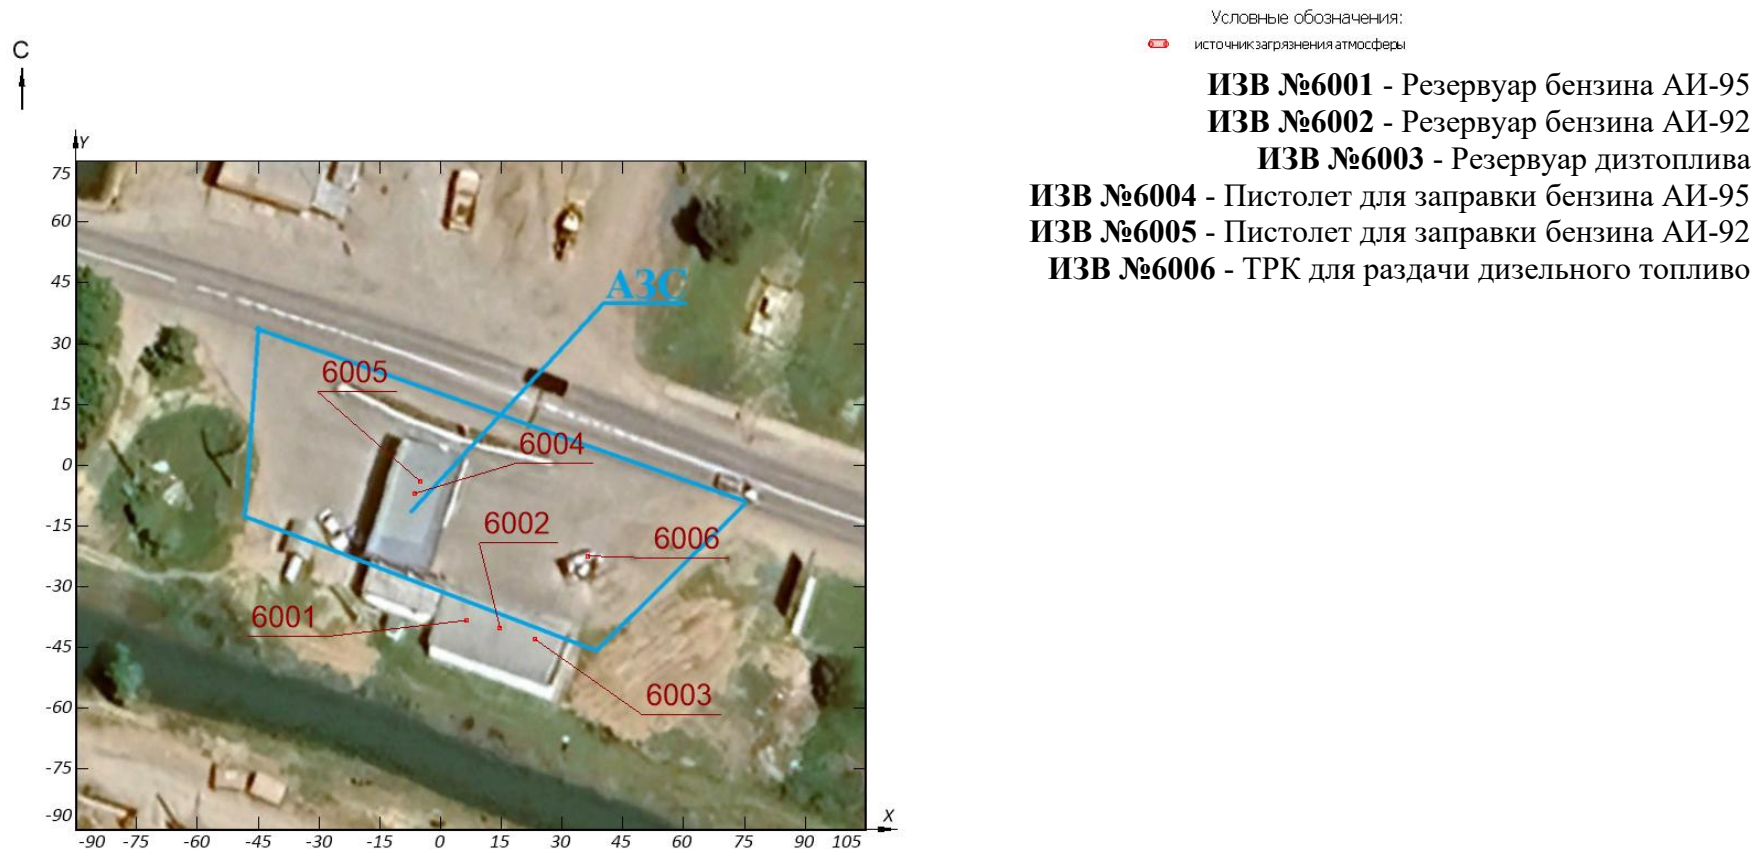 Условные обозначения:
источник загрязнения атмосферы
ИЗВ №6001 - Резервуар бензина АИ-95
ИЗВ №6002 - Резервуар бензина АИ-92
ИЗВ №6003 - Резервуар дизтоплива
ИЗВ №6004 - Пистолет для заправки бензина АИ-95
ИЗВ №6005 - Пистолет для заправки бензина АИ-92
ИЗВ №6006 - ТРК для раздачи дизельного топливо
С
Y
75
60
45
30
15
0
-15
-30
-45
-60
-75
-90
АЗС
6005
6004
6002
6006
6001
6003
X
-90 -75 -60 -45 -30 -15 0 15 30 45 60 75 90 105